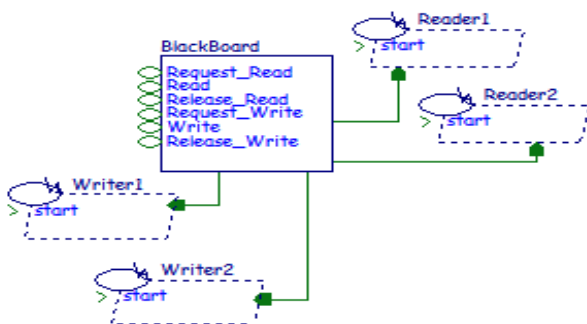 Reader1
start
BlackBoard
Request_Read
Read
Release_Read
Request_Write
Write
Release_Write
Reader2
start
Writer1
start
Writer2
start